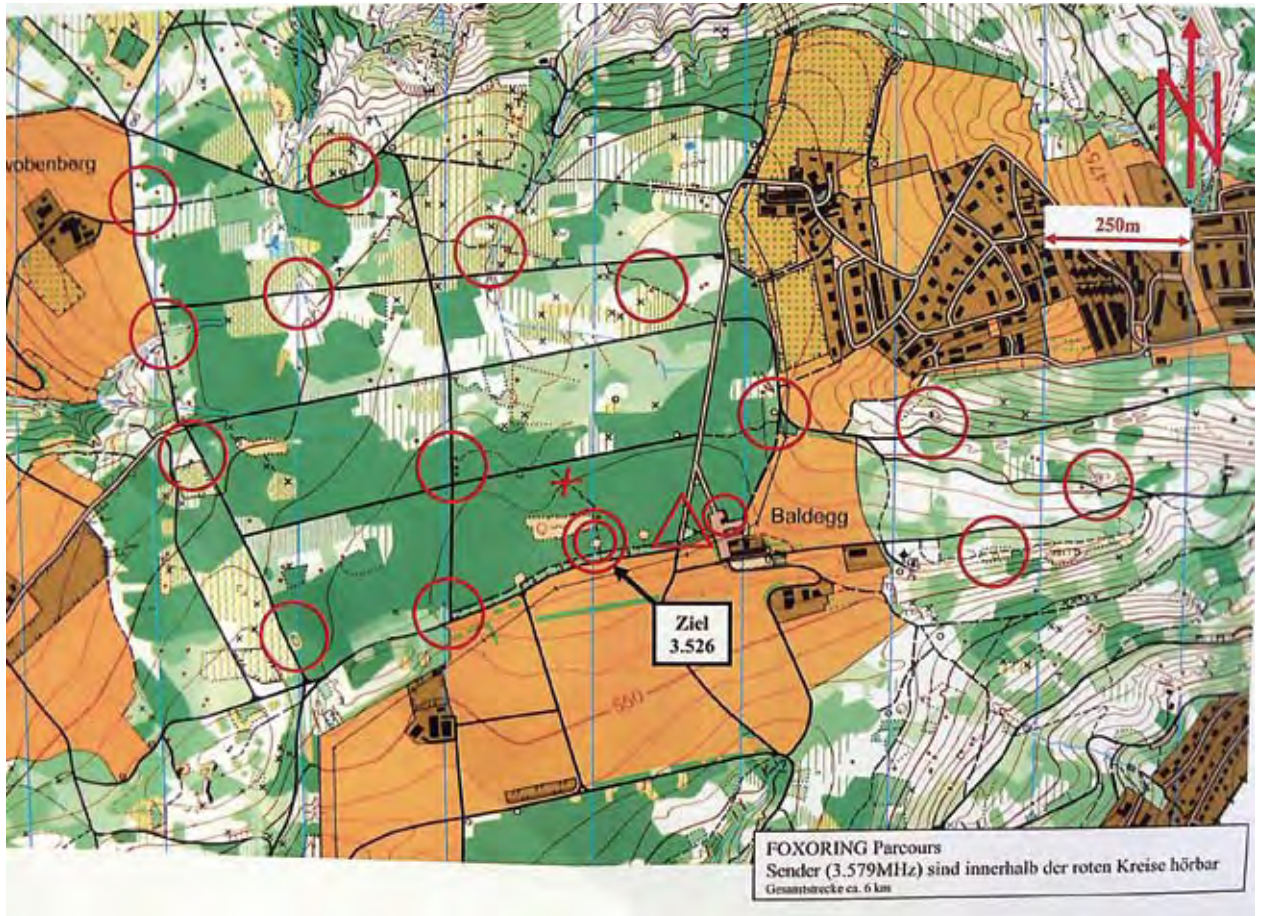 wobenberg
N
475
250m
Baldegg
Ziel
3.526
550
FOXORING Parcours
Sender (3.579MHz) sind innerhalb der roten Kreise hörbar
Gesamtstrecke ca. 6 km